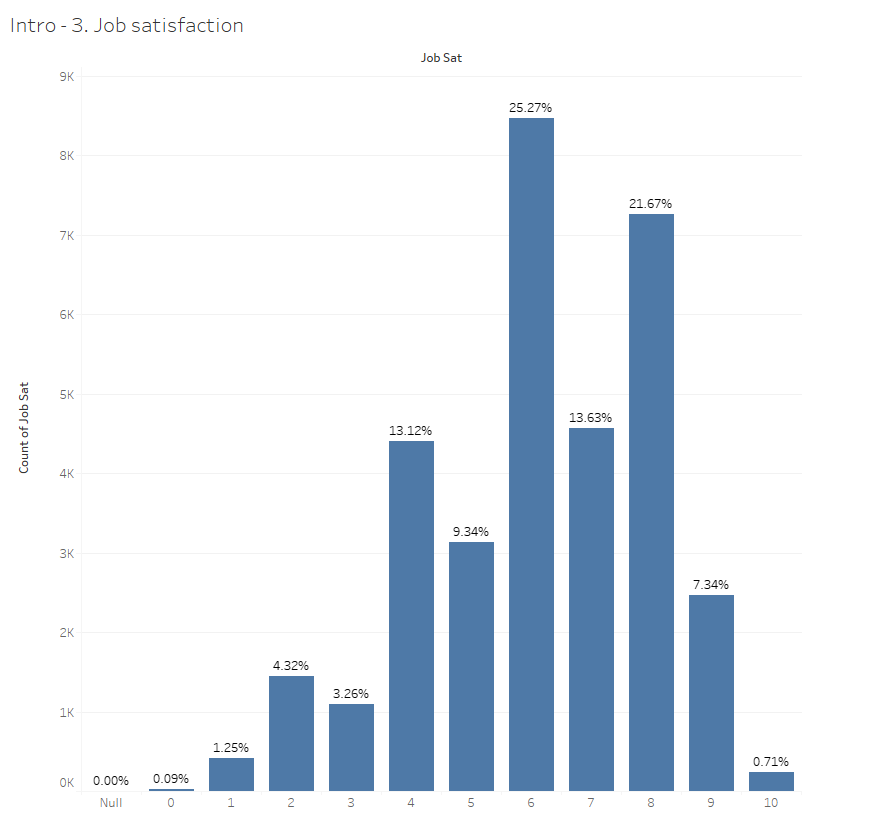 Intro - 3. Job satisfaction
Job Sat
9K
8K
7K
6K
5K
4K
3K
2K
1K
0K
Count of Job Sat
0.00%
0.09%
1.25%
4.32%
3.26%
13.12%
9.34%
25.27%
13.63%
21.67%
7.34%
0.71%
Null 0 1 2 3 4 5 6 7 8 9 10